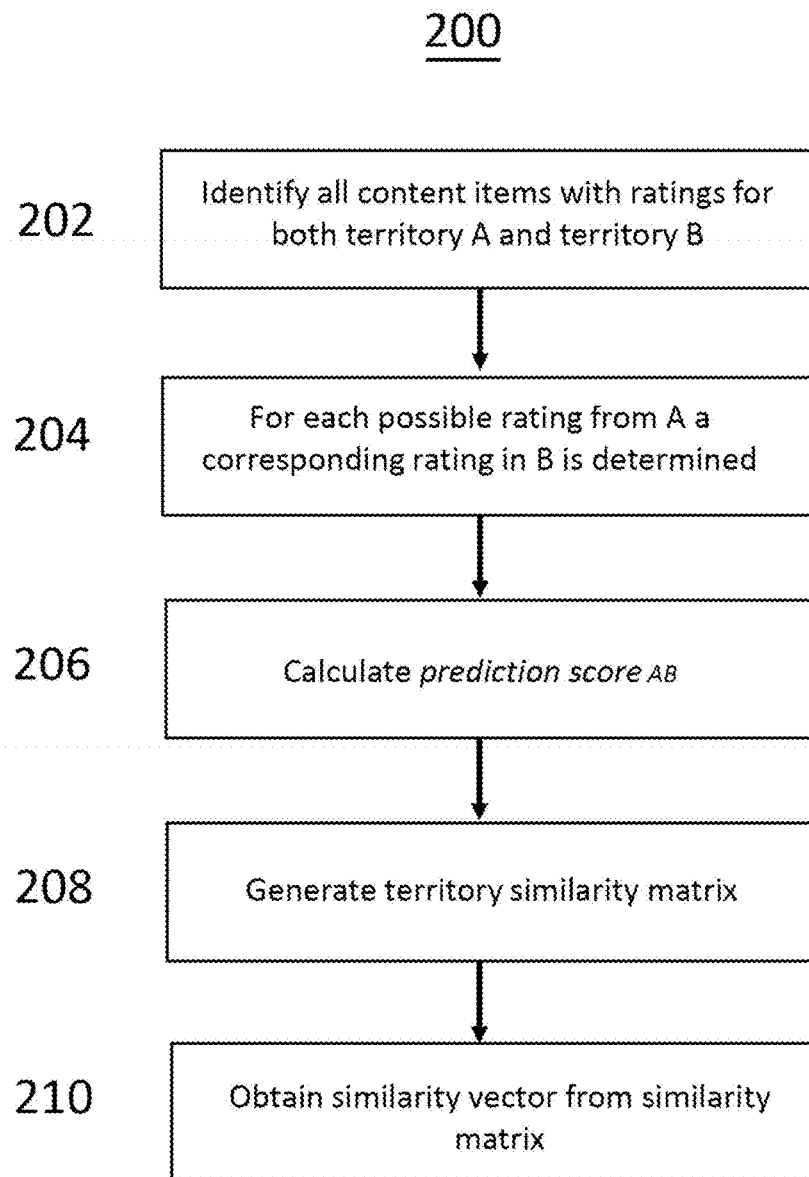 200
202
Identify all content items with ratings for
both territory A and territory B
204
For each possible rating from A a
corresponding rating in B is determined
206
Calculate prediction score AB
208
Generate territory similarity matrix
210
Obtain similarity vector from similarity
matrix